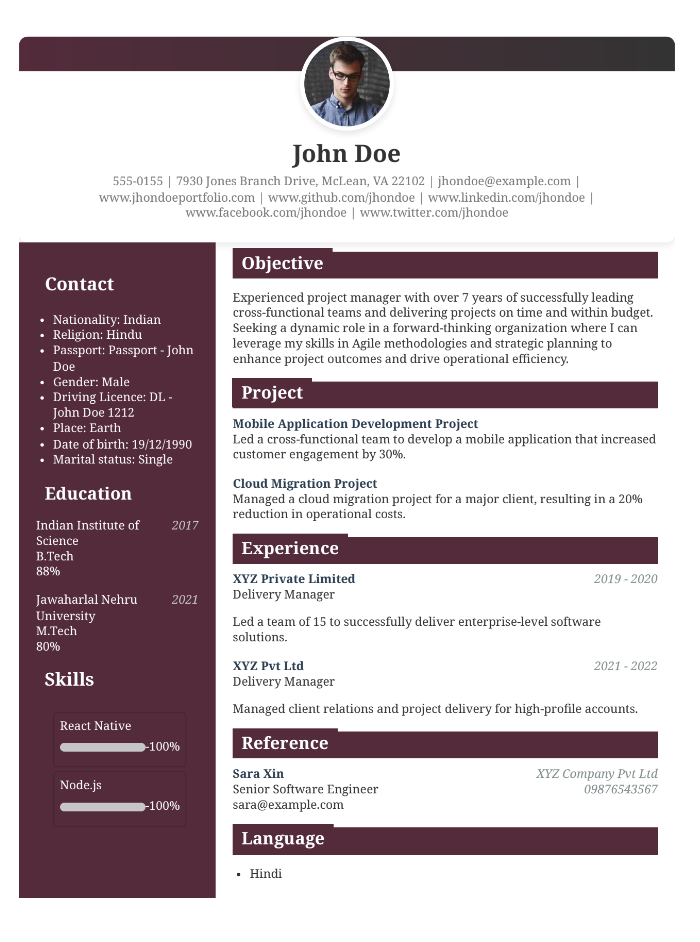 John Doe
555-0155 | 7930 Jones Branch Drive, McLean, VA 22102 | jhondoe@example.com |
www.jhondoeportfolio.com | www.github.com/jhondoe | www.linkedin.com/jhondoe |
www.facebook.com/jhondoe | www.twitter.com/jhondoe
Contact
• Nationality: Indian
• Religion: Hindu
• Passport: Passport - John
Doe
• Gender: Male
• Driving Licence: DL -
John Doe 1212
• Place: Earth
• Date of birth: 19/12/1990
• Marital status: Single
Education
Indian Institute of 2017
Science
B.Tech
88%
Jawaharlal Nehru 2021
University
M.Tech
80%
Skills
React Native
100%
Node.js
100%
Objective
Experienced project manager with over 7 years of successfully leading
cross-functional teams and delivering projects on time and within budget.
Seeking a dynamic role in a forward-thinking organization where I can
leverage my skills in Agile methodologies and strategic planning to
enhance project outcomes and drive operational efficiency.
Project
Mobile Application Development Project
Led a cross-functional team to develop a mobile application that increased
customer engagement by 30%.
Cloud Migration Project
Managed a cloud migration project for a major client, resulting in a 20%
reduction in operational costs.
Experience
XYZ Private Limited 2019 - 2020
Delivery Manager
Led a team of 15 to successfully deliver enterprise-level software
solutions.
XYZ Pvt Ltd 2021 - 2022
Delivery Manager
Managed client relations and project delivery for high-profile accounts.
Reference
Sara Xin XYZ Company Pvt Ltd
Senior Software Engineer 09876543567
sara@example.com
Language
• Hindi